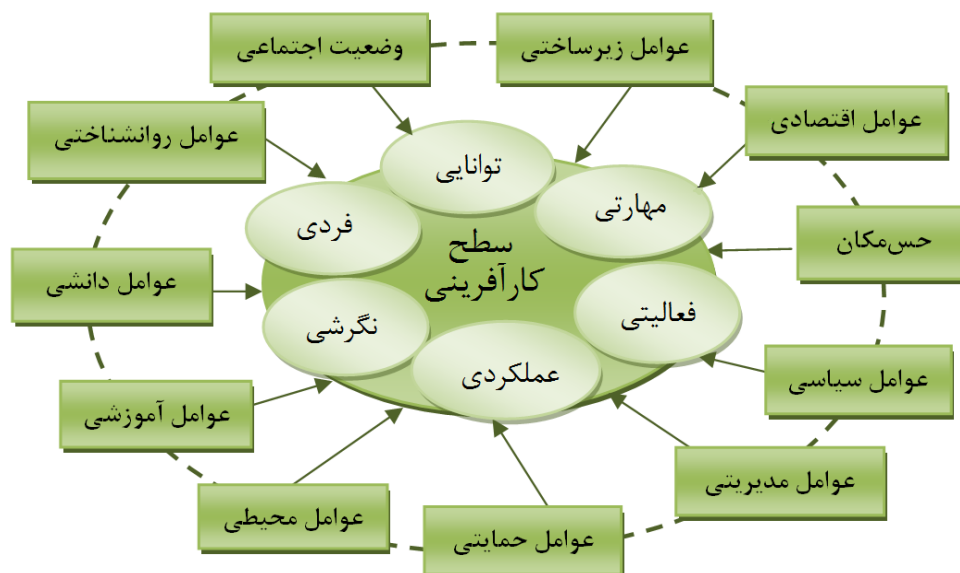 عوامل زیرساختی
وضعیت اجتماعی
عوامل اقتصادی
عوامل روانشناختی
توانایی
مهارتی
فردی
حس‌مکان
سطح
کارآفرینی
عوامل دانشی
فعالیتی
نگرشی
عملکردی
عوامل سیاسی
عوامل آموزشی
عوامل مدیریتی
عوامل محیطی
عوامل حمایتی